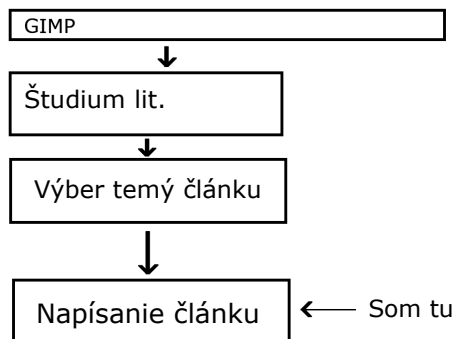 GIMP
Študium lit.
Výber temý článku
Napísanie článku
Som tu